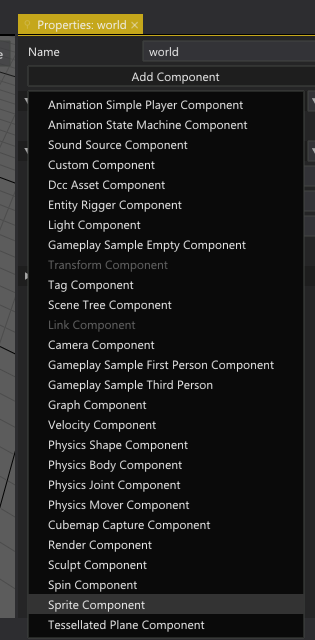 Properties: world ×
e
Name world
Add Component
Animation Simple Player Component
Animation State Machine Component
Sound Source Component
Custom Component
Dcc Asset Component
Entity Rigger Component
Light Component
Gameplay Sample Empty Component
Transform Component
Tag Component
Scene Tree Component
Link Component
Camera Component
Gameplay Sample First Person Component
Gameplay Sample Third Person
Graph Component
Velocity Component
Physics Shape Component
Physics Body Component
Physics Joint Component
Physics Mover Component
Cubemap Capture Component
Render Component
Sculpt Component
Spin Component
Sprite Component
Tessellated Plane Component